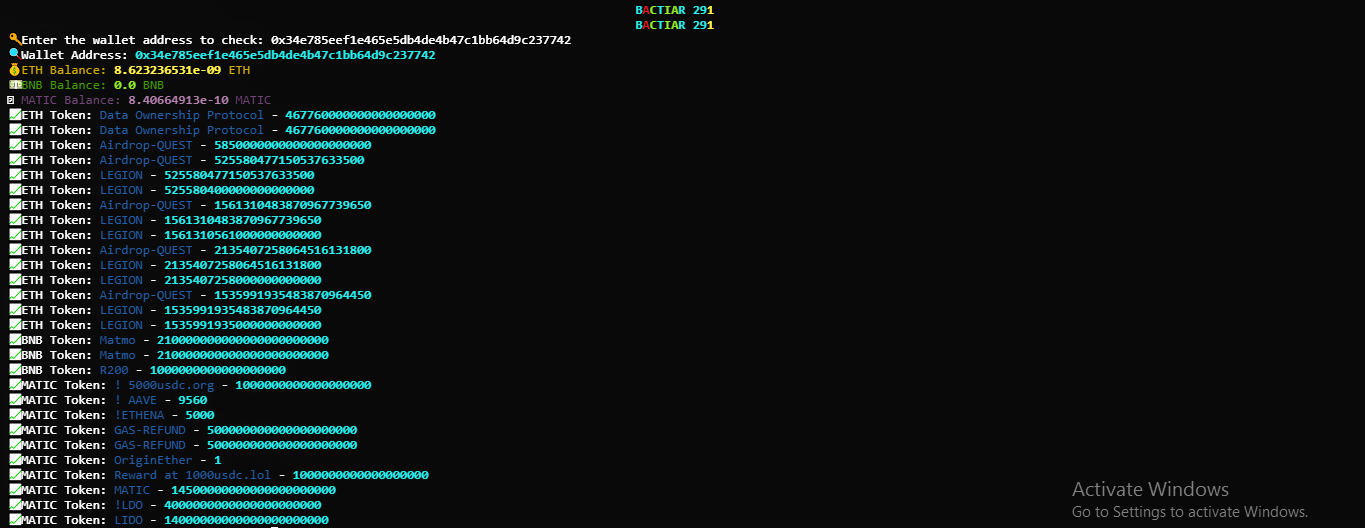 BACTIAR 291
BACTIAR 291
Enter the wallet address to check: 0x34e785eef1e465e5db4de4b47c1bb64d9c237742
Wallet Address: 0x34e785eef1e465e5db4de4b47c1bb64d9c237742
ETH Balance: 8.623236531e-09 ETH
BNB Balance: 0.0 BNB
MATIC Balance: 8.40664913e-10 MATIC
ETH Token: Data Ownership Protocol - 467760000000000000000
ETH Token: Data Ownership Protocol - 467760000000000000000
ETH Token: Airdrop-QUEST - 5850000000000000000000
ETH Token: Airdrop-QUEST - 525580477150537633500
ETH Token: LEGION - 525580477150537633500
ETH Token: LEGION - 525580400000000000000
ETH Token: Airdrop-QUEST - 1561310483870967739650
ETH Token: LEGION - 1561310483870967739650
ETH Token: LEGION - 1561310561000000000000
ETH Token: Airdrop-QUEST - 2135407258064516131800
ETH Token: LEGION - 2135407258064516131800
ETH Token: LEGION - 2135407258000000000000
ETH Token: Airdrop-QUEST - 1535991935483870964450
ETH Token: LEGION - 1535991935483870964450
ETH Token: LEGION - 1535991935000000000000
BNB Token: Matmo - 210000000000000000000000
BNB Token: Matmo - 210000000000000000000000
BNB Token: R200 - 1000000000000000000
MATIC Token: ! 5000usdc.org - 1000000000000000000
MATIC Token: ! AAVE - 9560
MATIC Token: !ETHENA - 5000
MATIC Token: GAS-REFUND - 500000000000000000000
MATIC Token: GAS-REFUND - 500000000000000000000
MATIC Token: OriginEther - 1
MATIC Token: Reward at 1000usdc.lol - 1000000000000000000
MATIC Token: MATIC - 14500000000000000000000
MATIC Token: !LDO - 4000000000000000000000
MATIC Token: LIDO - 14000000000000000000000
Activate Windows
Go to Settings to activate Windows.